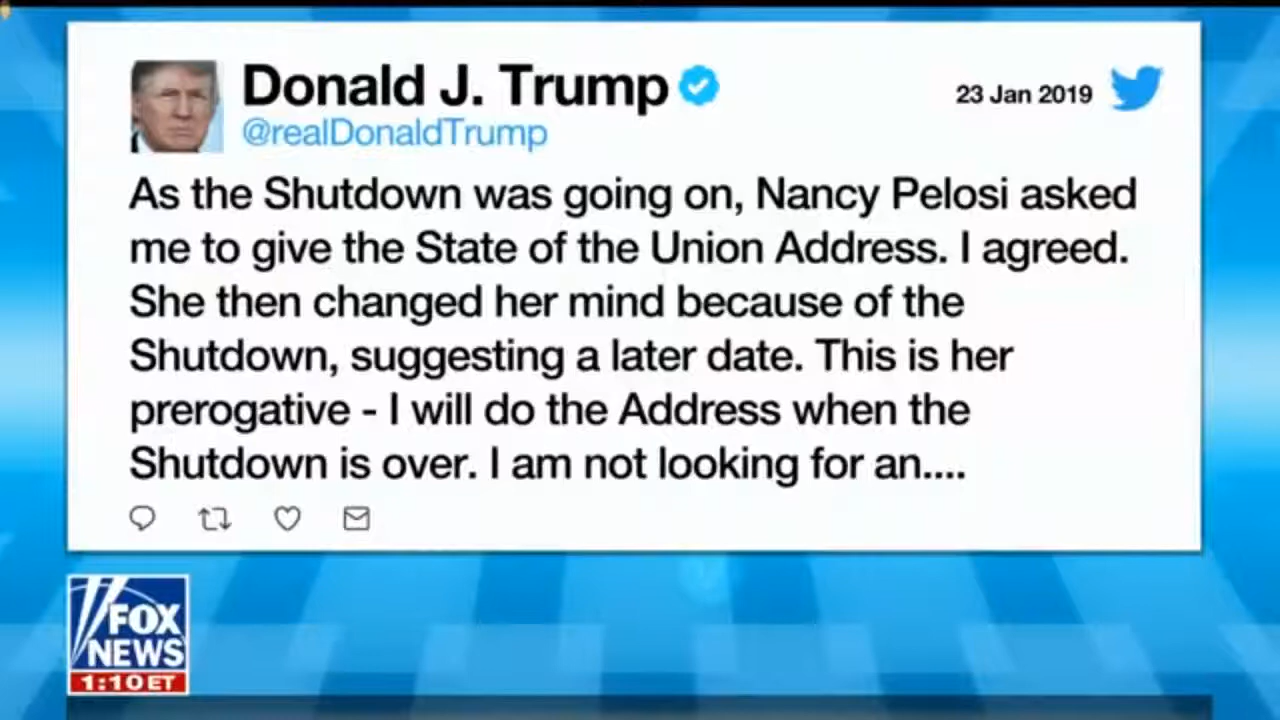 Donald J. Trump
23 Jan 2019
@realDonaldTrump
As the Shutdown was going on, Nancy Pelosi asked
me to give the State of the Union Address. I agreed.
She then changed her mind because of the
Shutdown, suggesting a later date. This is her
prerogative - I will do the Address when the
Shutdown is over. I am not looking for an....
FOX
NEWS
1:10 ET